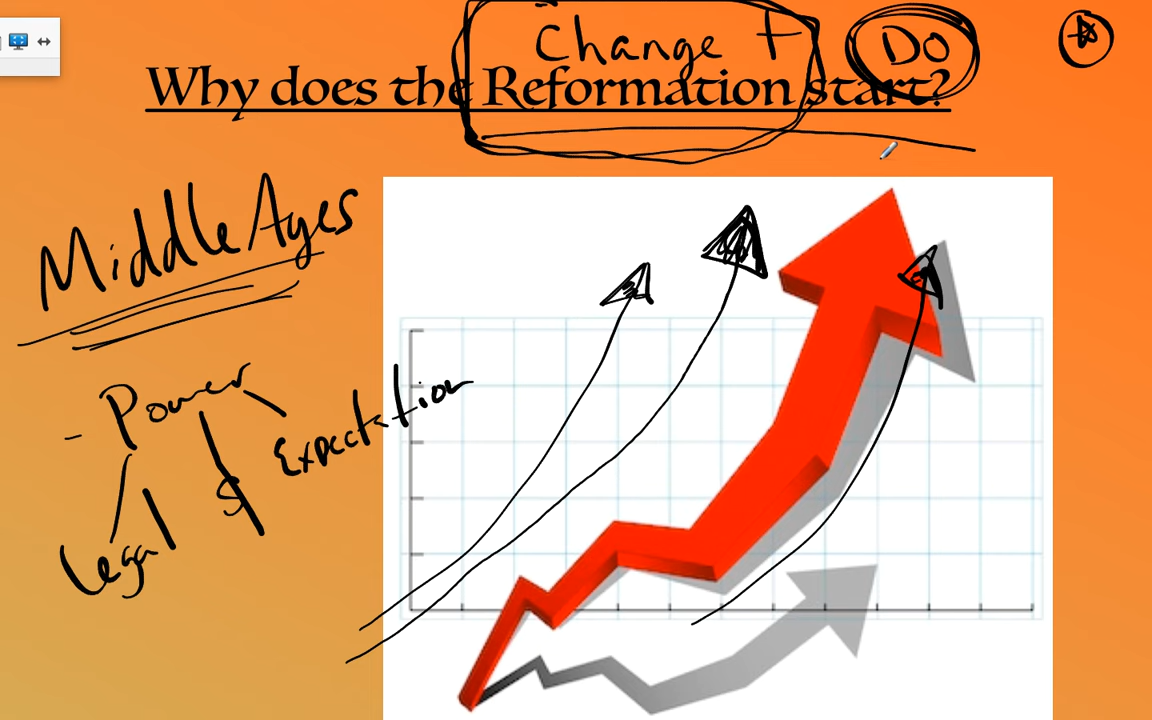 Change + Do
Why does the Reformation start?
Middle Ages
- Power
Expectation
$
Legal